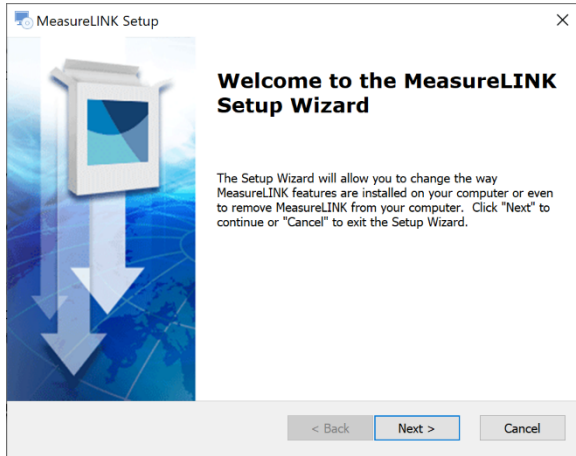 MeasureLINK Setup
Welcome to the MeasureLINK
Setup Wizard
The Setup Wizard will allow you to change the way
MeasureLINK features are installed on your computer or even
to remove MeasureLINK from your computer.  Click "Next" to
continue or "Cancel" to exit the Setup Wizard.
< Back
Next >
Cancel